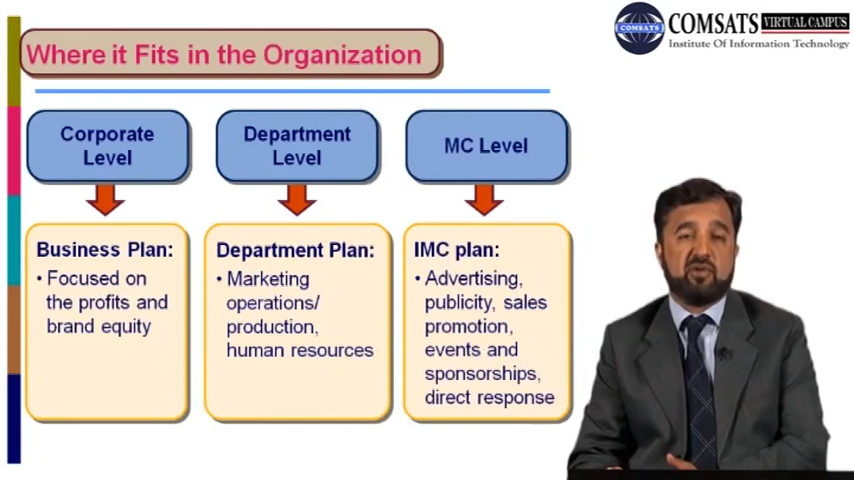 Where it Fits in the Organization
COMSATS VIRTUAL CAMPUS
Institute Of Information Technology
COMSATS
Corporate
Level
Department
Level
MC Level
Business Plan:
• Focused on
the profits and
brand equity
Department Plan:
• Marketing
operations/
production,
human resources
IMC plan:
• Advertising,
publicity, sales
promotion,
events and
sponsorships,
direct response